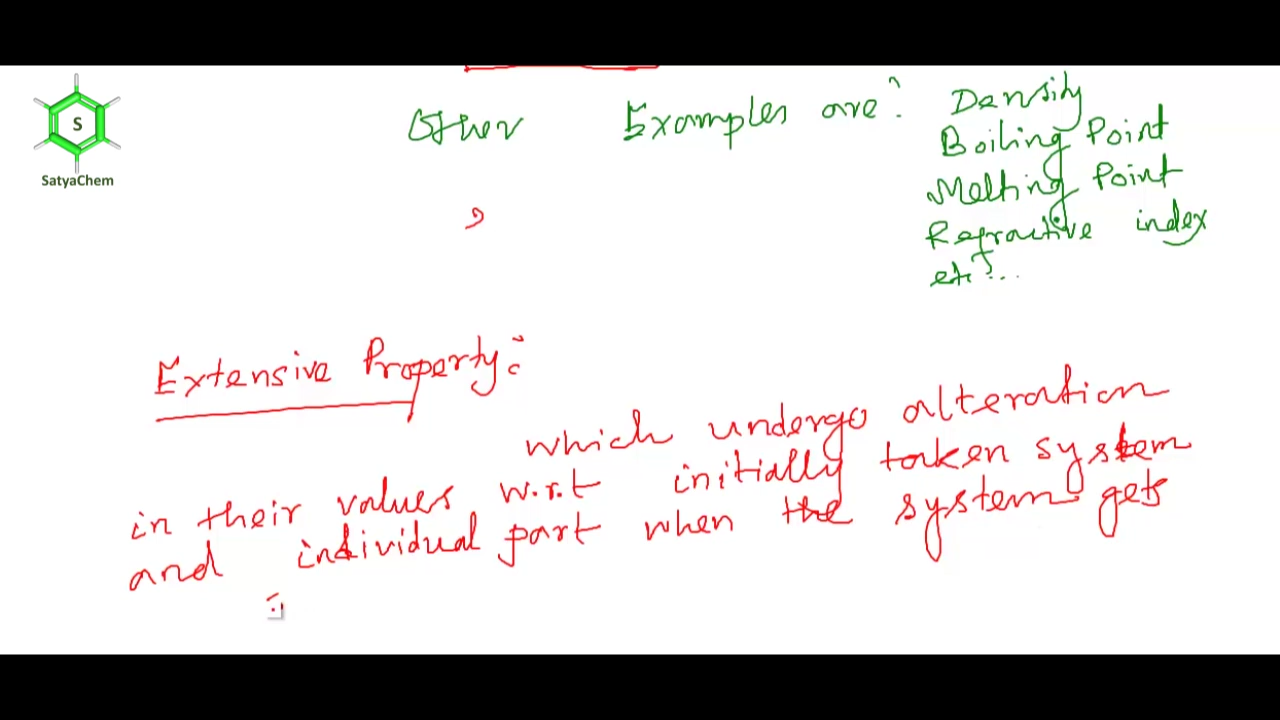 S
SatyaChem
Other Examples are: Density
Boiling Point
Melting Point
Refractive index
etc...
Extensive Property:
which undergo alteration
in their values w.r.t initially taken system
and individual part when the system gets